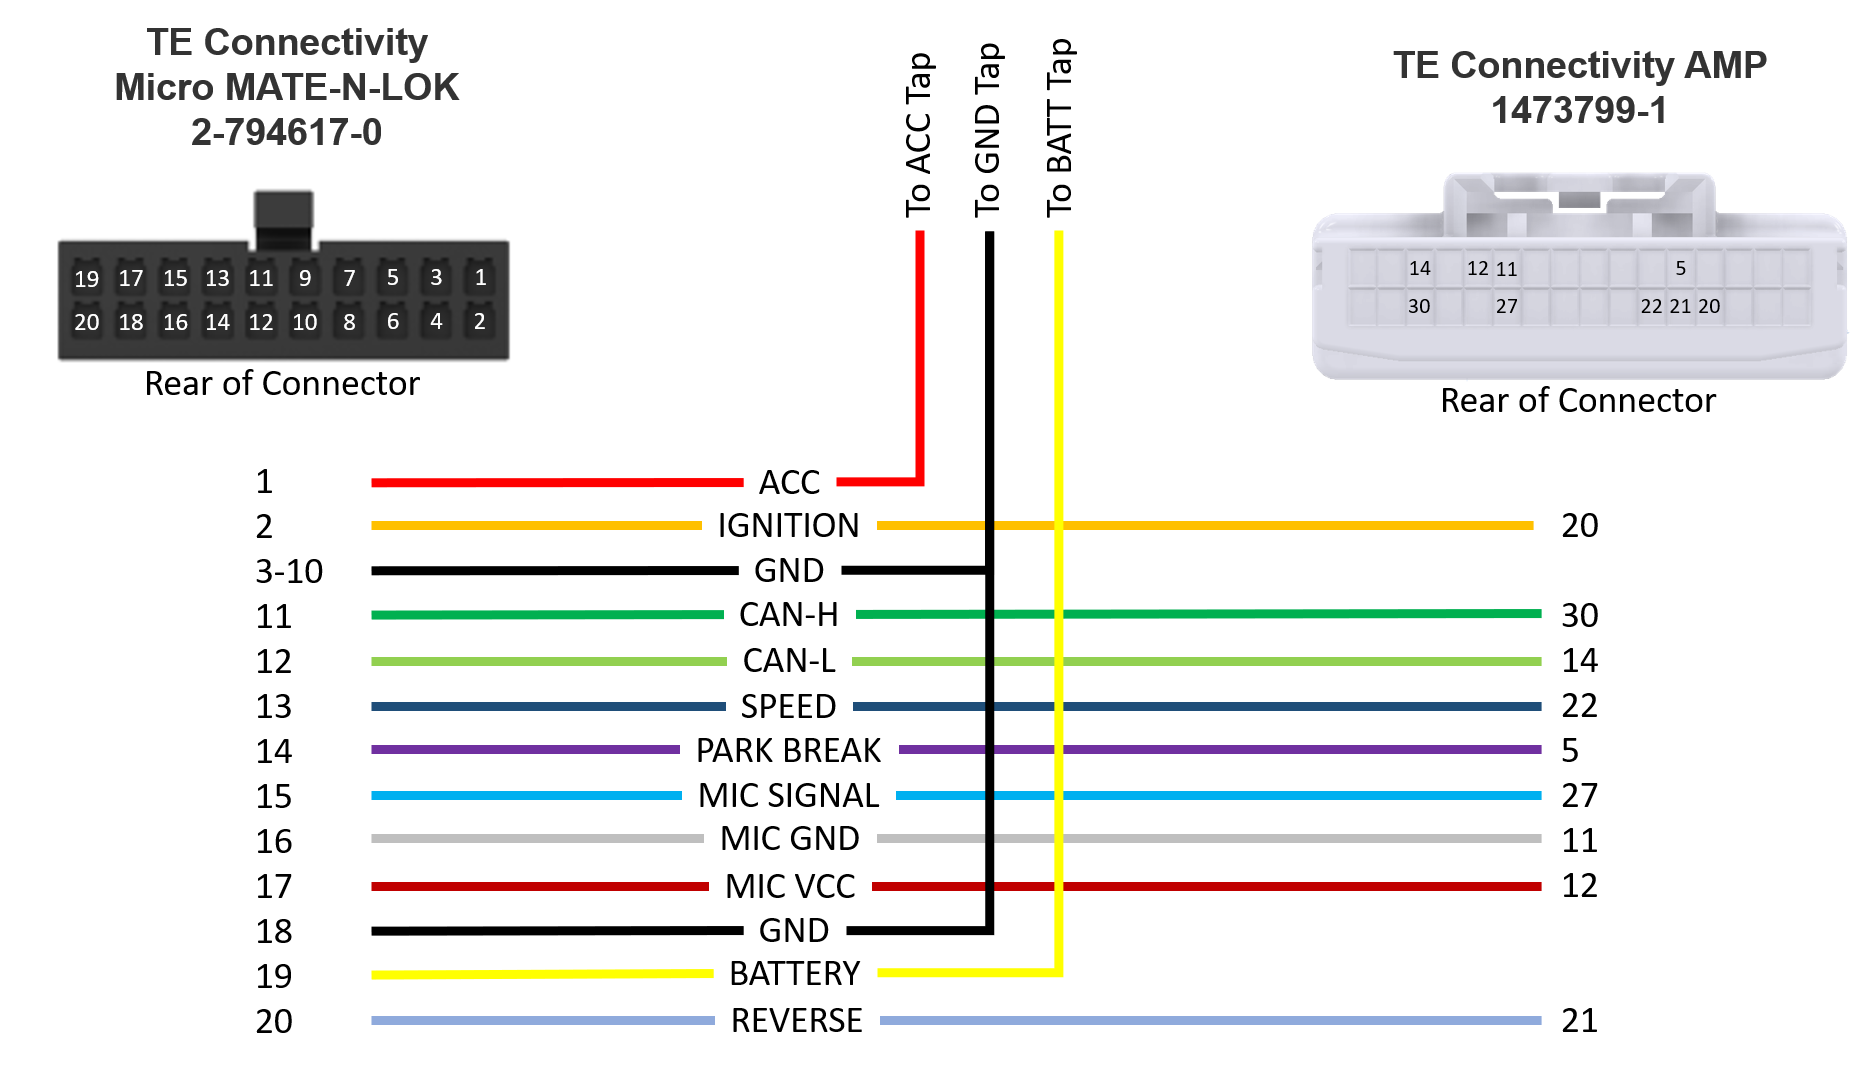 TE Connectivity
Micro MATE-N-LOK
2-794617-0
To ACC Tap
To GND Tap
To BATT Tap
TE Connectivity AMP
1473799-1
19 17 15 13 11 9 7 5 3 1
20 18 16 14 12 10 8 6 4 2
Rear of Connector
14 12 11 5
30 27 22 21 20
Rear of Connector
1 ACC
2 IGNITION 20
3-10 GND
11 CAN-H 30
12 CAN-L 14
13 SPEED 22
14 PARK BREAK 5
15 MIC SIGNAL 27
16 MIC GND 11
17 MIC VCC 12
18 GND
19 BATTERY
20 REVERSE 21